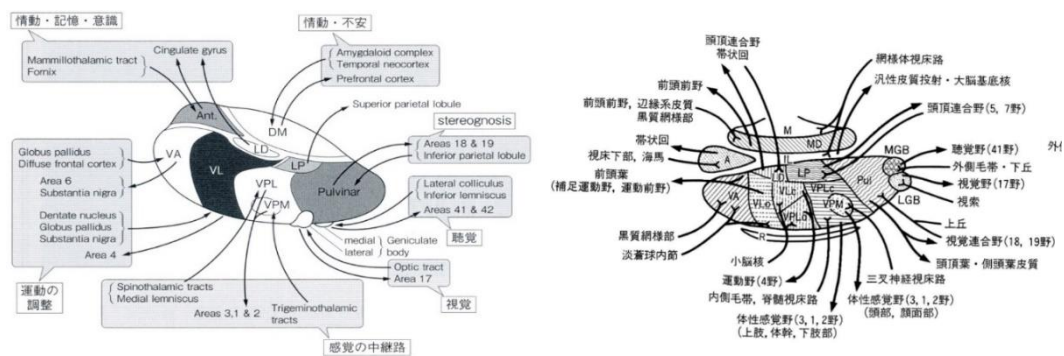 情動・記憶・意識
Cingulate gyrus
Mammillothalamic tract
Fornix
情動・不安
Amygdaloid complex
Temporal neocortex
Prefrontal cortex
Superior parietal lobule
stereognosis
Areas 18 & 19
Inferior parietal lobule
Ant.
DM
LD
LP
VA
VL
VPL
VPM
Pulvinar
Globus pallidus
Diffuse frontal cortex
Area 6
Substantia nigra
Dentate nucleus
Globus pallidus
Substantia nigra
Area 4
運動の
調整
Lateral colliculus
Inferior lemniscus
Areas 41 & 42
聴覚
medial
lateral
Geniculate
body
Optic tract
Area 17
視覚
Spinothalamic tracts
Medial lemniscus
Areas 3,1 & 2
Trigeminothalamic
tracts
感覚の中継路
頭頂連合野
帯状回
網様体視床路
汎性皮質投射・大脳基底核
前頭前野
前頭前野, 辺縁系皮質
黒質網様部
頭頂連合野(5, 7野)
帯状回
視床下部, 海馬
前頭葉
(補足運動野, 運動前野)
M
MD
A
IL
LD
LP
Pul
MGB
LGB
VA
VLo
VLc
VPLc
VPLo
VPM
R
聴覚野(41野)
外側毛帯・下丘
視覚野(17野)
視索
上丘
視覚連合野(18, 19野)
頭頂葉・側頭葉皮質
三叉神経視床路
黒質網様部
淡蒼球内節
小脳核
運動野(4野)
内側毛帯, 脊髄視床路
体性感覚野(3, 1, 2野)
(頭部, 顔面部)
体性感覚野(3, 1, 2野)
(上肢, 体幹, 下肢部)